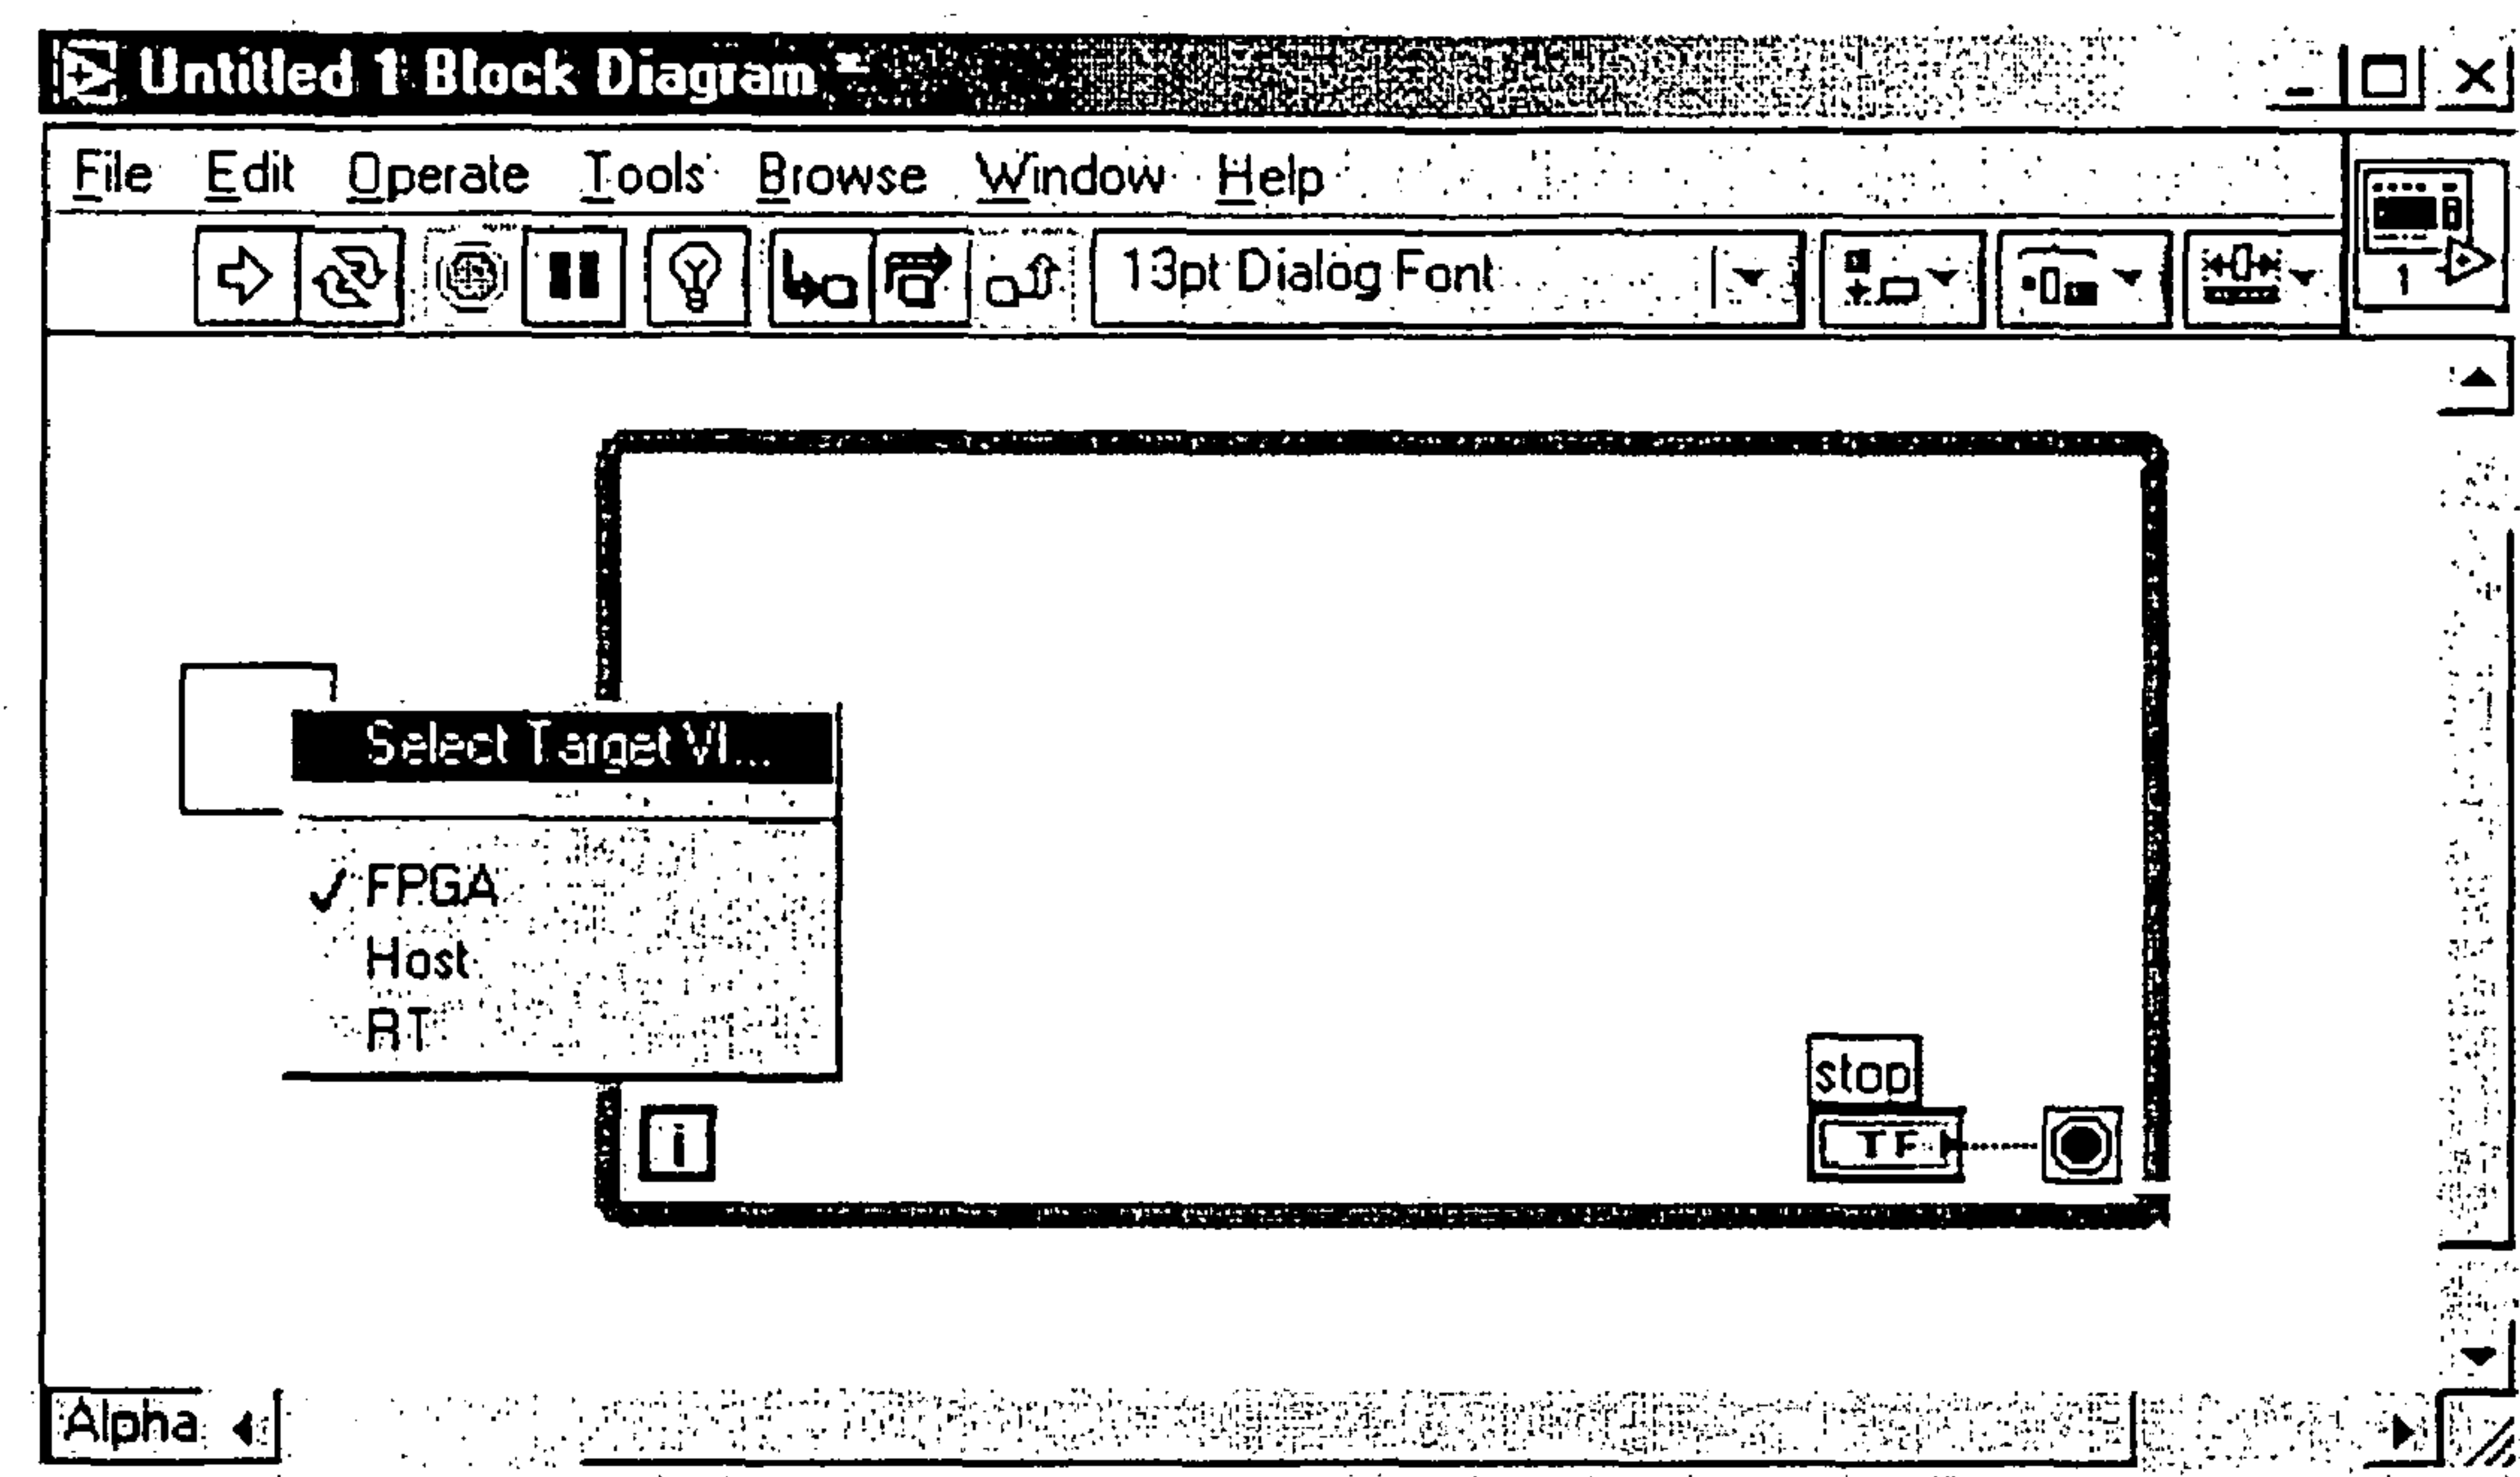 Untitled 1 Block Diagram *
File Edit Operate Tools Browse Window Help
13pt Dialog Font
1
Select Target VI...
✓ FPGA
Host
RT
stop
i
TF
Alpha